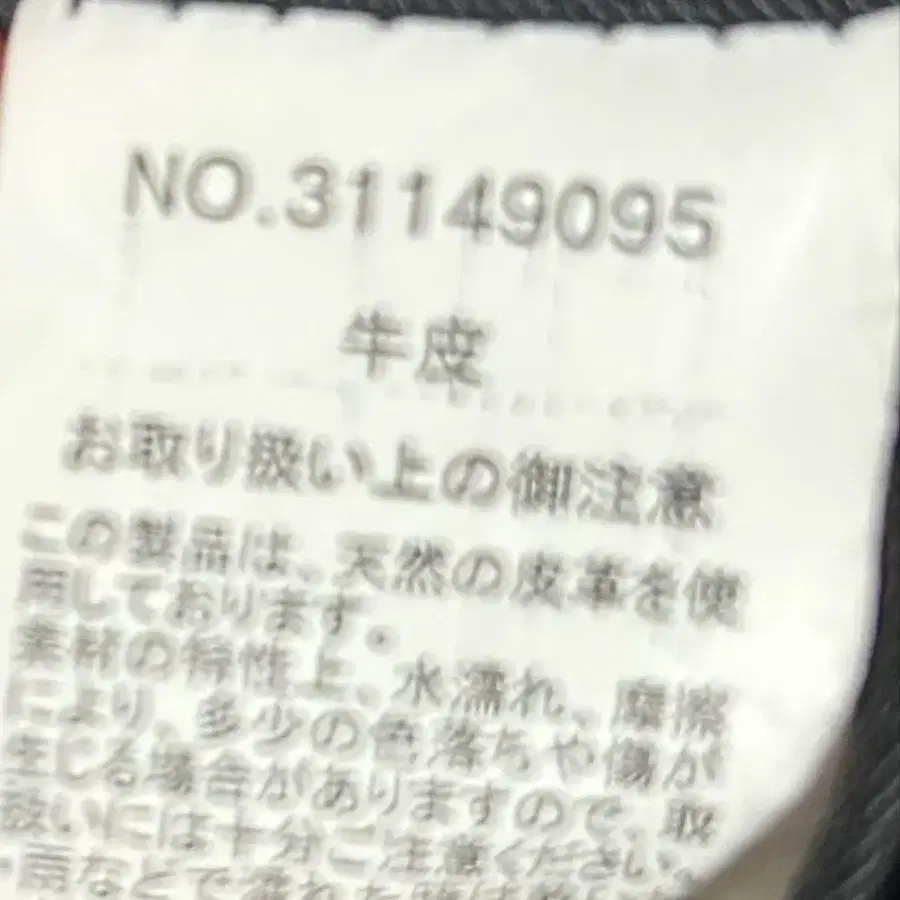 NO.31149095
牛皮
お取り扱い上の御注意
この製品は、天然の皮革を使
用しております。
素材の特性上、水濡れ、摩擦
により、多少の色落ちや傷が
生じる場合がありますので、取
扱いには十分ご注意ください。